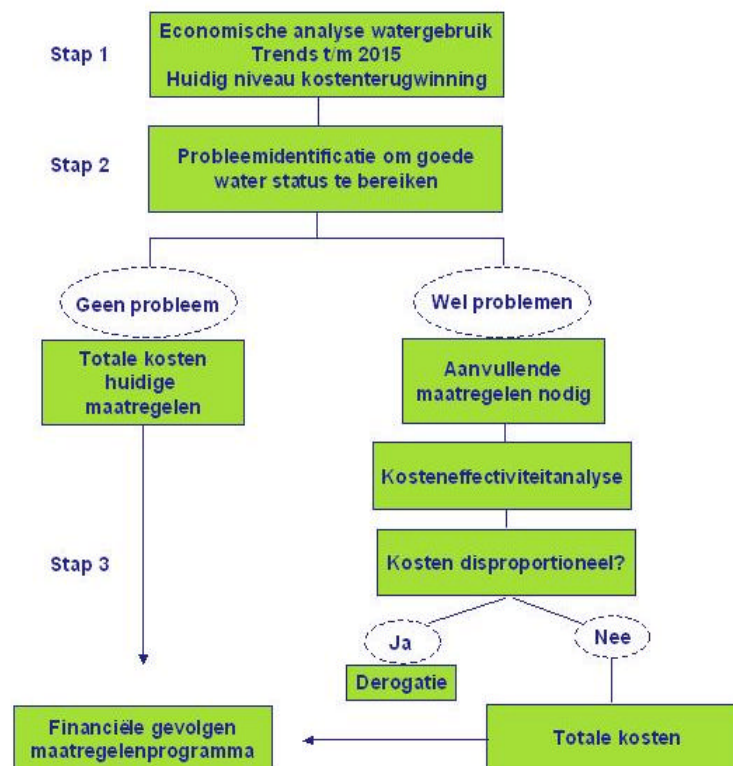 Stap 1
Economische analyse watergebruik
Trends t/m 2015
Huidig niveau kostenterugwinning
Stap 2
Probleemidentificatie om goede
water status te bereiken
Geen probleem
Wel problemen
Totale kosten
huidige
maatregelen
Aanvullende
maatregelen nodig
Kosteneffectiviteitanalyse
Stap 3
Kosten disproportioneel?
Ja
Nee
Derogatie
Financiële gevolgen
maatregelenprogramma
Totale kosten